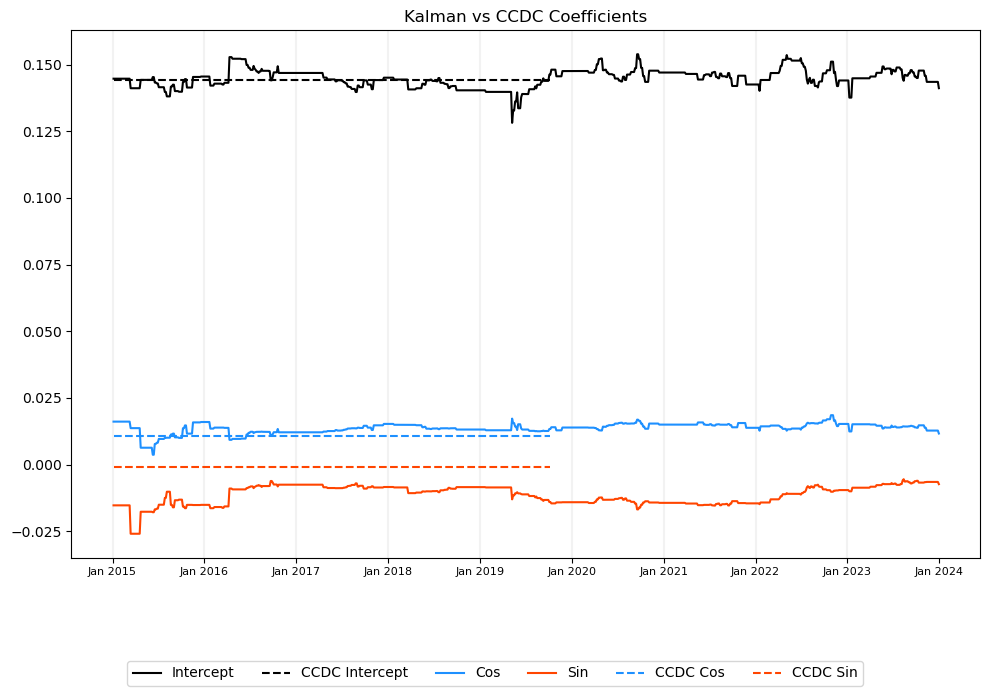 Kalman vs CCDC Coefficients
0.150
0.125
0.100
0.075
0.050
0.025
0.000
−0.025
Jan 2015 Jan 2016 Jan 2017 Jan 2018 Jan 2019 Jan 2020 Jan 2021 Jan 2022 Jan 2023 Jan 2024
Intercept CCDC Intercept Cos Sin CCDC Cos CCDC Sin